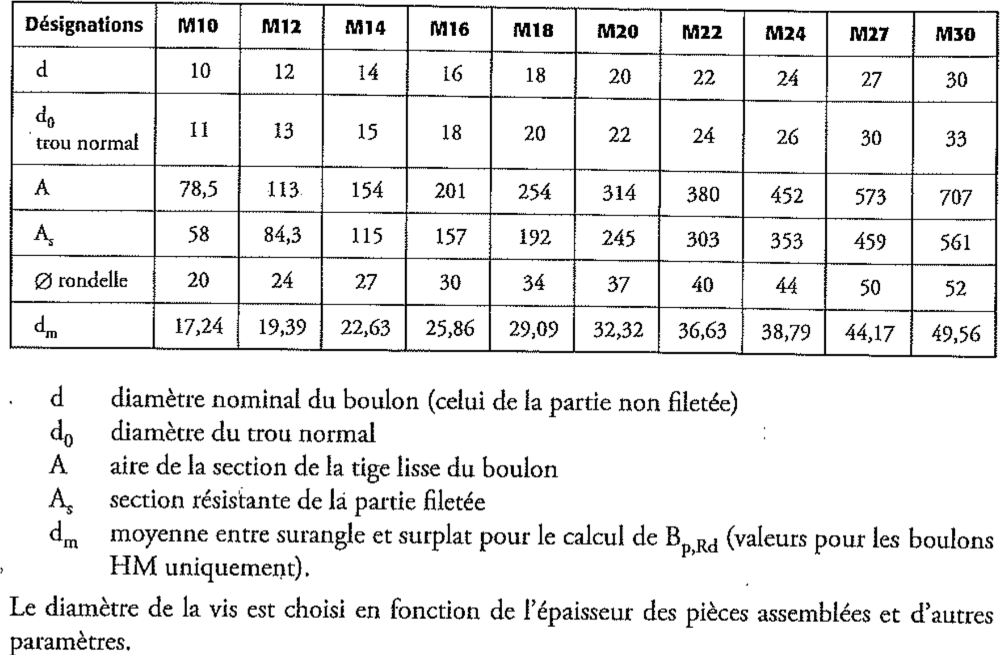 Désignations M10 M12 M14 M16 M18 M20 M22 M24 M27 M30
d 10 12 14 16 18 20 22 24 27 30
d₀
trou normal 11 13 15 18 20 22 24 26 30 33
A 78,5 113 154 201 254 314 380 452 573 707
Aₛ 58 84,3 115 157 192 245 303 353 459 561
Ø rondelle 20 24 27 30 34 37 40 44 50 52
dₘ 17,24 19,39 22,63 25,86 29,09 32,32 36,63 38,79 44,17 49,56
d diamètre nominal du boulon (celui de la partie non filetée)
d₀ diamètre du trou normal
A aire de la section de la tige lisse du boulon
Aₛ section résistante de la partie filetée
dₘ moyenne entre surangle et surplat pour le calcul de Bp,Rd (valeurs pour les boulons
HM uniquement).
Le diamètre de la vis est choisi en fonction de l'épaisseur des pièces assemblées et d'autres
paramètres.